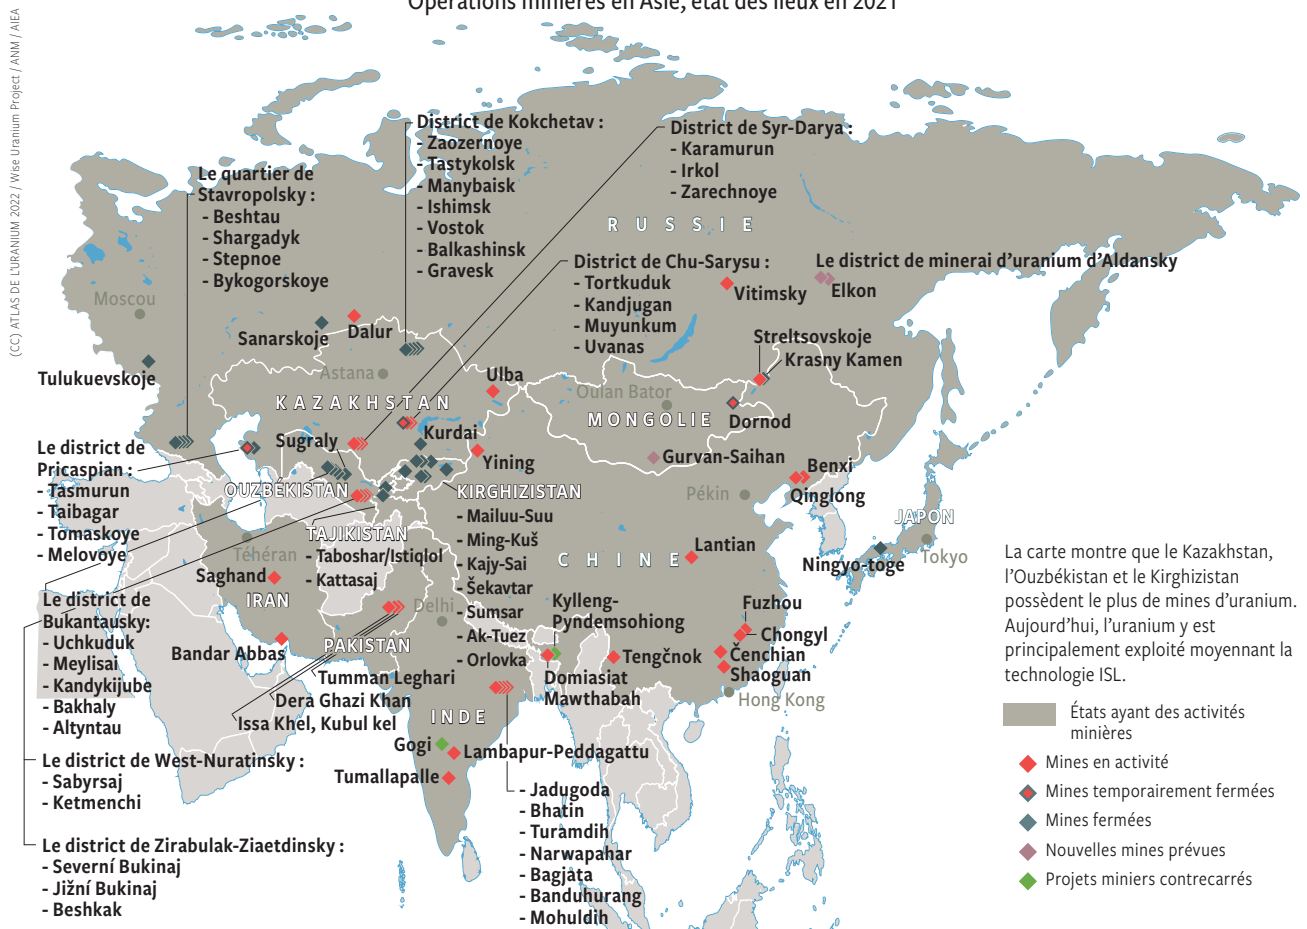 Opérations minières en Asie, état des lieux en 2021
(CC) ATLAS DE L'URANIUM 2022 / Wise Uranium Project / ANM / AIEA
District de Kokchetav :
- Zaozernoye
- Tastykolsk
- Manybaisk
- Ishimsk
- Vostok
- Balkashinsk
- Gravesk
District de Syr-Darya :
- Karamurun
- Irkol
- Zarechnoye
Le quartier de
Stavropolsky :
- Beshtau
- Shargadyk
- Stepnoe
- Bykogorskoye
RUSSIE
District de Chu-Sarysu :
- Tortkuduk
- Kandjugan
- Muyunkum
- Uvanas
Le district de minerai d'uranium d'Aldansky
Elkon
Vitimsky
Moscou
Sanarskoje
Dalur
Streltsovskoje
Krasny Kamen
Tulukuevskoje
Astana
Ulba
Oulan Bator
KAZAKHSTAN
MONGOLIE
Dornod
Sugraly
Kurdai
Yining
Gurvan-Saihan
Benxi
Qinglong
Pékin
Le district de
Pricaspian :
- Tasmurun
- Taibagar
- Tomaskoye
- Melovoye
OUZBÉKISTAN
KIRGHIZISTAN
- Mailuu-Suu
- Ming-Kuš
- Kajy-Sai
- Šekavtar
- Sumsar
- Ak-Tuez
- Orlovka
TAJIKISTAN
- Taboshar/Istiqlol
- Kattasaj
JAPON
Tokyo
Ningyo-toge
Téhéran
Saghand
IRAN
CHINE
Lantian
Le district de
Bukantausky:
- Uchkuduk
- Meylisai
- Kandykijube
- Bakhaly
- Altyntau
Bandar Abbas
Delhi
PAKISTAN
Tumman Leghari
Dera Ghazi Khan
Issa Khel, Kubul kel
Kylleng-
Pyndemsohiong
Domiasiat
Mawthabah
Tengčnok
Fuzhou
Chongyl
Čenchian
Shaoguan
Hong Kong
INDE
Gogi
Lambapur-Peddagattu
Tumallapalle
- Jadugoda
- Bhatin
- Turamdih
- Narwapahar
- Bagjata
- Banduhurang
- Mohuldih
Le district de West-Nuratinsky :
- Sabyrsaj
- Ketmenchi
Le district de Zirabulak-Ziaetdinsky :
- Severní Bukinaj
- Jižní Bukinaj
- Beshkak
La carte montre que le Kazakhstan,
l'Ouzbékistan et le Kirghizistan
possèdent le plus de mines d'uranium.
Aujourd'hui, l'uranium y est
principalement exploité moyennant la
technologie ISL.
États ayant des activités
minières
Mines en activité
Mines temporairement fermées
Mines fermées
Nouvelles mines prévues
Projets miniers contrecarrés